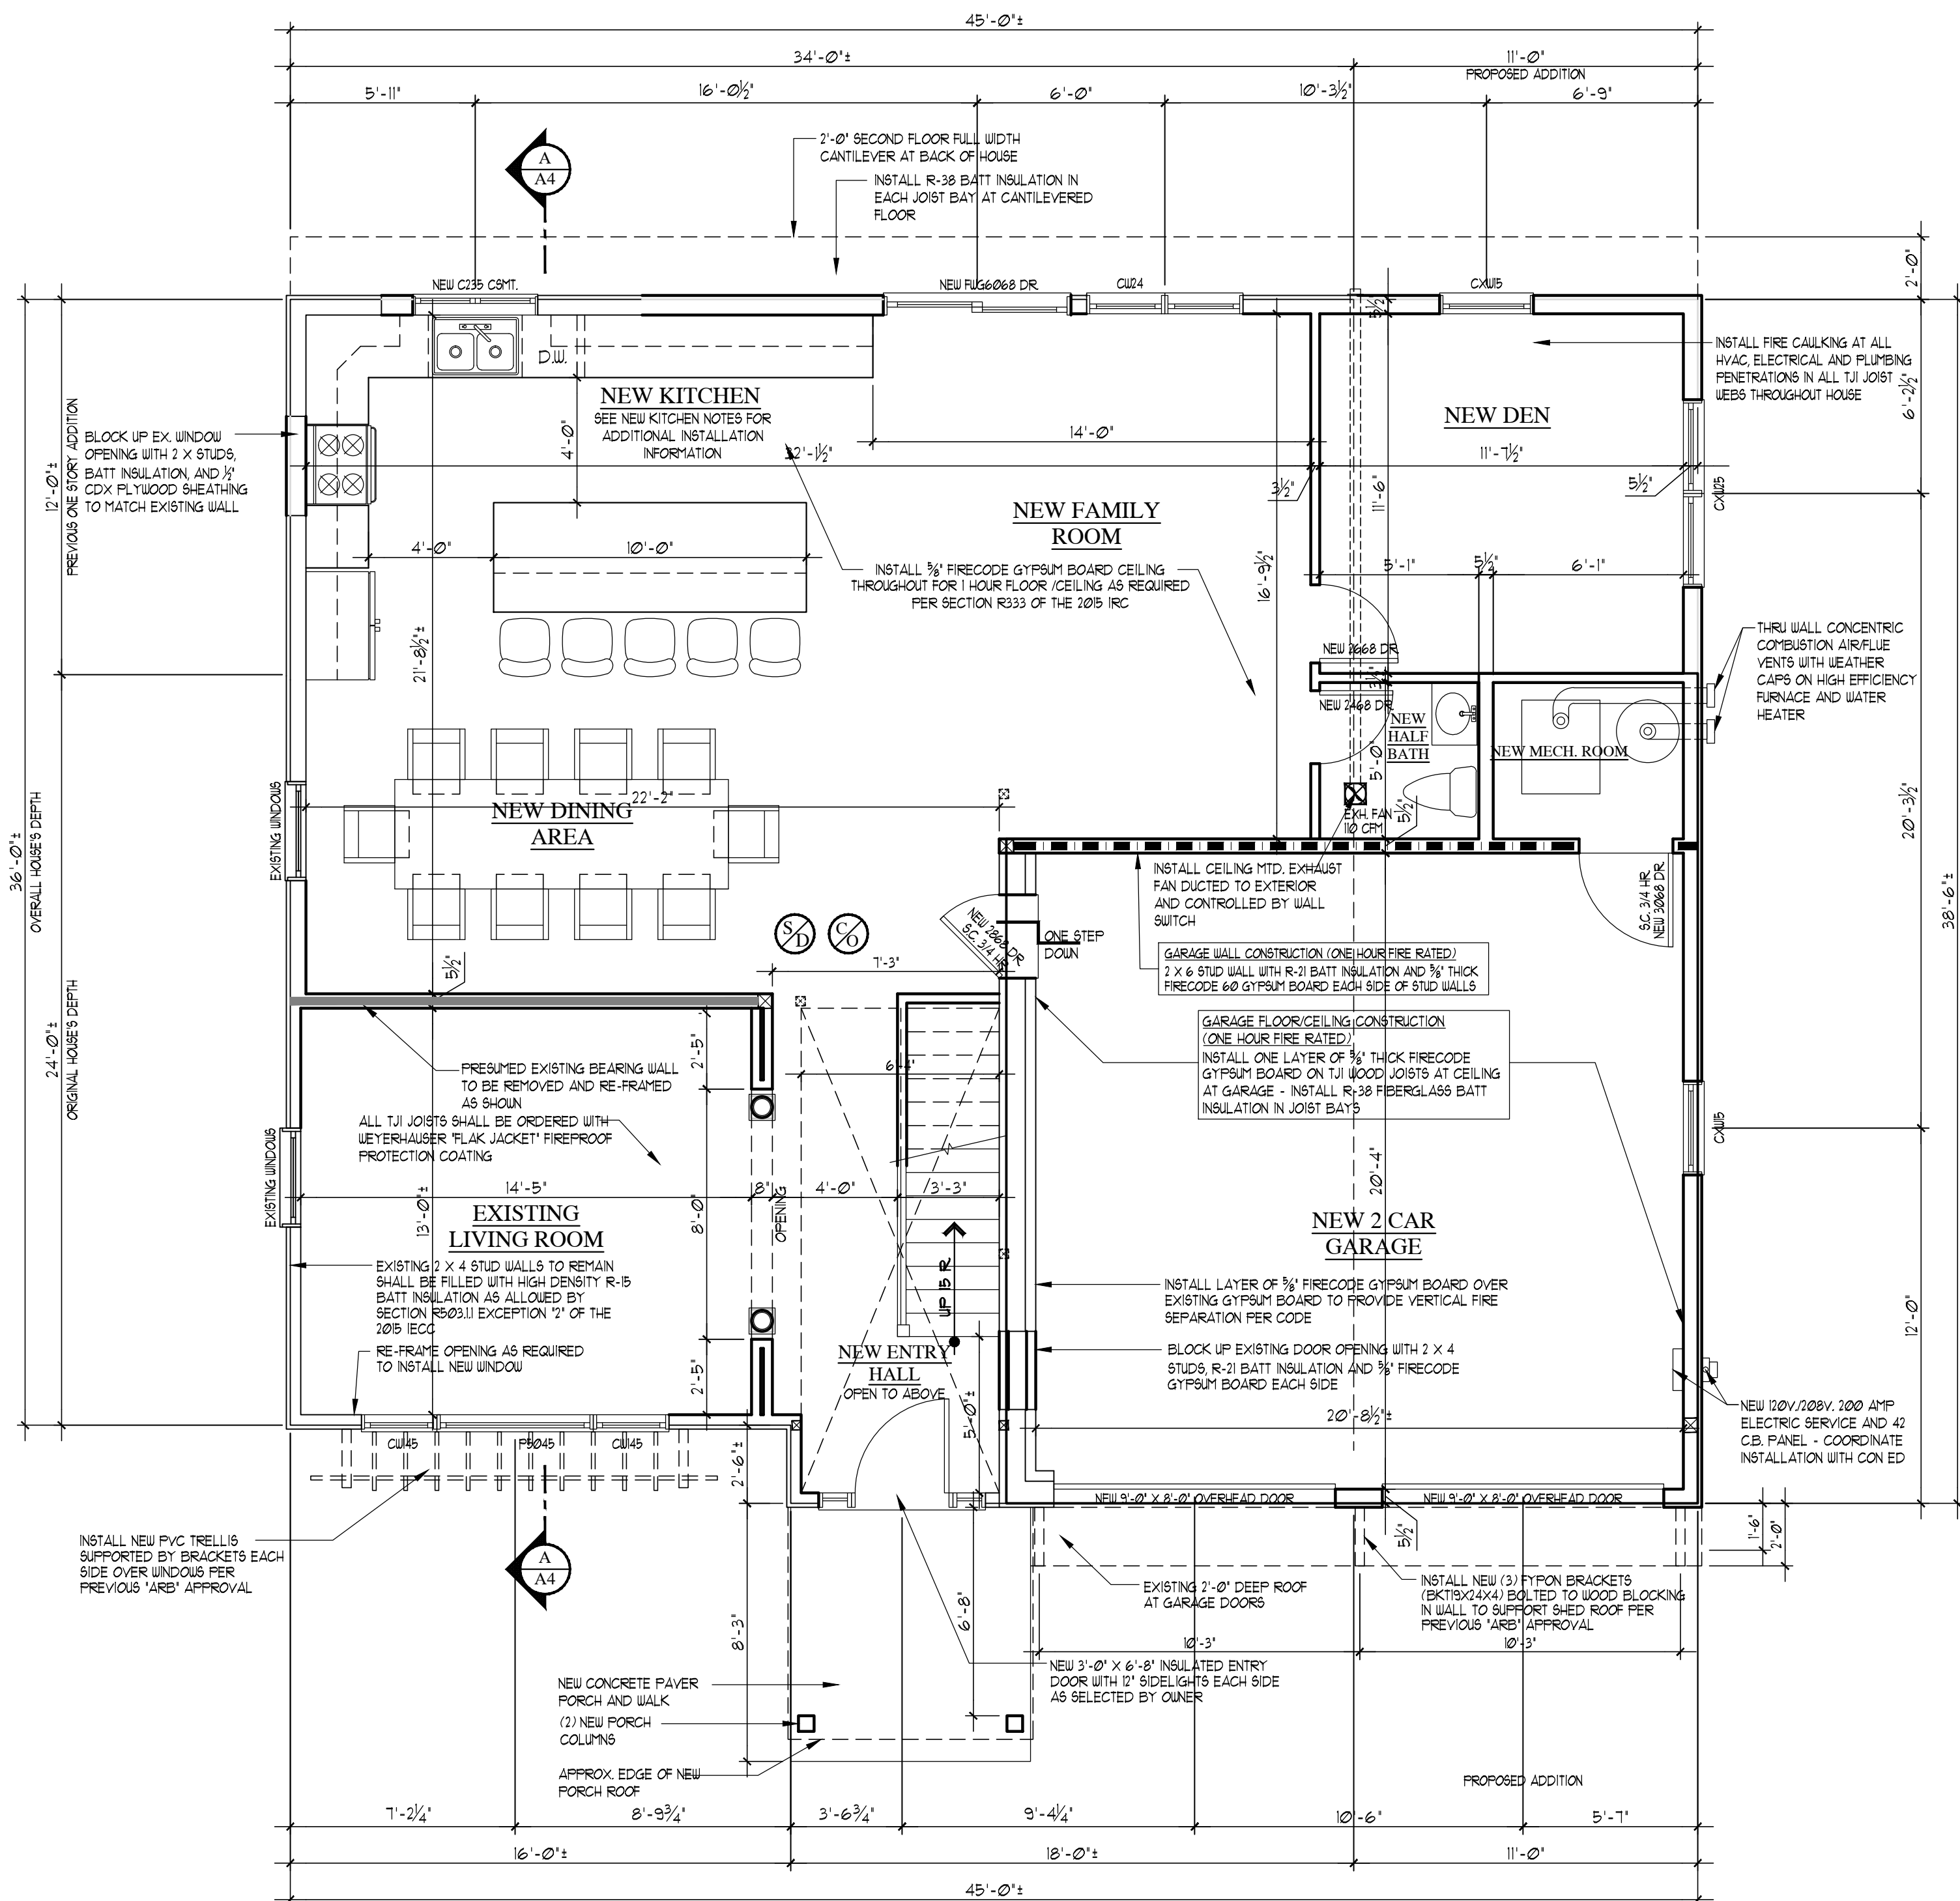 45'-0"±
34'-0"±
11'-0"
PROPOSED ADDITION
5'-11"
16'-0½"
6'-0"
10'-3½"
6'-9"
A
A4
2'-0" SECOND FLOOR FULL WIDTH
CANTILEVER AT BACK OF HOUSE
INSTALL R-38 BATT INSULATION IN
EACH JOIST BAY AT CANTILEVERED
FLOOR
2'-0"
NEW C235 CSMT.
NEW FWG6068 DR
CW24
CXW15
5½"
D.W.
NEW KITCHEN
SEE NEW KITCHEN NOTES FOR
ADDITIONAL INSTALLATION
INFORMATION
4'-0"
14'-0"
32'-1½"
3½"
NEW DEN
11'-7½"
11'-6"
5½"
CXW25
INSTALL FIRE CAULKING AT ALL
HVAC, ELECTRICAL AND PLUMBING
PENETRATIONS IN ALL TJI JOIST
WEBS THROUGHOUT HOUSE
6'-2½"
BLOCK UP EX. WINDOW
OPENING WITH 2 X STUDS,
BATT INSULATION, AND ½"
CDX PLYWOOD SHEATHING
TO MATCH EXISTING WALL
12'-0"±
PREVIOUS ONE STORY ADDITION
4'-0"
10'-0"
NEW FAMILY
ROOM
INSTALL ⅝" FIRECODE GYPSUM BOARD CEILING
THROUGHOUT FOR 1 HOUR FLOOR /CEILING AS REQUIRED
PER SECTION R333 OF THE 2015 IRC
16'-9½"
5'-1"
5½"
6'-1"
21'-8½"±
NEW 2668 DR
3½"
NEW 2468 DR
NEW
HALF
BATH
5'-0"
NEW MECH. ROOM
THRU WALL CONCENTRIC
COMBUSTION AIR/FLUE
VENTS WITH WEATHER
CAPS ON HIGH EFFICIENCY
FURNACE AND WATER
HEATER
EXH. FAN
110 CFM
5½"
20'-3½"
38'-6"±
36'-0"±
OVERALL HOUSE'S DEPTH
24'-0"±
ORIGINAL HOUSE'S DEPTH
EXISTING WINDOWS
22'-2"
NEW DINING
AREA
S/D
C/O
7'-3"
NEW 2868 DR
S.C. 3/4 HR
ONE STEP
DOWN
INSTALL CEILING MTD. EXHAUST
FAN DUCTED TO EXTERIOR
AND CONTROLLED BY WALL
SWITCH
S.C. 3/4 HR
NEW 3068 DR
GARAGE WALL CONSTRUCTION (ONE HOUR FIRE RATED)
2 X 6 STUD WALL WITH R-21 BATT INSULATION AND ⅝" THICK
FIRECODE 60 GYPSUM BOARD EACH SIDE OF STUD WALLS
GARAGE FLOOR/CEILING CONSTRUCTION
(ONE HOUR FIRE RATED)
INSTALL ONE LAYER OF ⅝" THICK FIRECODE
GYPSUM BOARD ON TJI WOOD JOISTS AT CEILING
AT GARAGE - INSTALL R-38 FIBERGLASS BATT
INSULATION IN JOIST BAYS
5½"
PRESUMED EXISTING BEARING WALL
TO BE REMOVED AND RE-FRAMED
AS SHOWN
ALL TJI JOISTS SHALL BE ORDERED WITH
WEYERHAUSER "FLAK JACKET" FIREPROOF
PROTECTION COATING
2'-5"
6'-4"
EXISTING WINDOWS
14'-5"
8"
4'-0"
3'-3"
13'-0"±
8'-0"
OPENING
20'-4"
CXW15
EXISTING
LIVING ROOM
EXISTING 2 X 4 STUD WALLS TO REMAIN
SHALL BE FILLED WITH HIGH DENSITY R-15
BATT INSULATION AS ALLOWED BY
SECTION R503.1.1 EXCEPTION "2" OF THE
2015 IECC
RE-FRAME OPENING AS REQUIRED
TO INSTALL NEW WINDOW
2'-5"
UP 15 R
NEW ENTRY
HALL
OPEN TO ABOVE
5'-0"±
NEW 2 CAR
GARAGE
INSTALL LAYER OF ⅝" FIRECODE GYPSUM BOARD OVER
EXISTING GYPSUM BOARD TO PROVIDE VERTICAL FIRE
SEPARATION PER CODE
BLOCK UP EXISTING DOOR OPENING WITH 2 X 4
STUDS, R-21 BATT INSULATION AND ⅝" FIRECODE
GYPSUM BOARD EACH SIDE
20'-8½"±
12'-0"
NEW 120V./208V. 200 AMP
ELECTRIC SERVICE AND 42
C.B. PANEL - COORDINATE
INSTALLATION WITH CON ED
CW145
P5045
CW145
2'-6"±
NEW 9'-0" X 8'-0" OVERHEAD DOOR
NEW 9'-0" X 8'-0" OVERHEAD DOOR
5½"
1'-6"
2'-0"
INSTALL NEW PVC TRELLIS
SUPPORTED BY BRACKETS EACH
SIDE OVER WINDOWS PER
PREVIOUS "ARB" APPROVAL
A
A4
EXISTING 2'-0" DEEP ROOF
AT GARAGE DOORS
INSTALL NEW (3) FYPON BRACKETS
(BKT19X24X4) BOLTED TO WOOD BLOCKING
IN WALL TO SUPPORT SHED ROOF PER
PREVIOUS "ARB" APPROVAL
8'-3"
6'-8"
10'-3"
10'-3"
NEW 3'-0" X 6'-8" INSULATED ENTRY
DOOR WITH 12" SIDELIGHTS EACH SIDE
AS SELECTED BY OWNER
NEW CONCRETE PAVER
PORCH AND WALK
(2) NEW PORCH
COLUMNS
APPROX. EDGE OF NEW
PORCH ROOF
PROPOSED ADDITION
7'-2¼"
8'-9¾"
3'-6¾"
9'-4¼"
10'-6"
5'-7"
16'-0"±
18'-0"±
11'-0"
45'-0"±